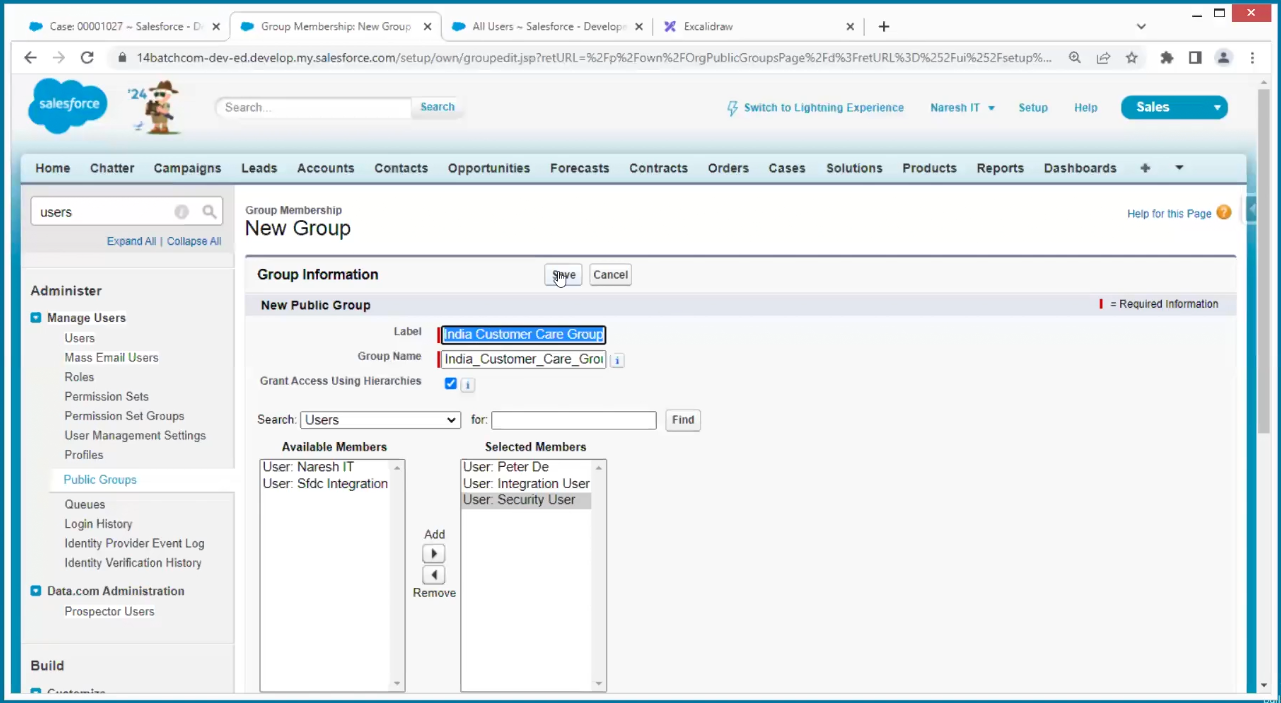 Case: 00001027 ~ Salesforce - De
Group Membership: New Group
All Users ~ Salesforce - Develope
Excalidraw
14batchcom-dev-ed.develop.my.salesforce.com/setup/own/groupedit.jsp?retURL=%2Fp%2Fown%2FOrgPublicGroupsPage%2Fd%3FretURL%3D%252Fui%252Fsetup%...
salesforce
'24
Search...
Search
Switch to Lightning Experience
Naresh IT
Setup
Help
Sales
Home
Chatter
Campaigns
Leads
Accounts
Contacts
Opportunities
Forecasts
Contracts
Orders
Cases
Solutions
Products
Reports
Dashboards
+
users
Expand All | Collapse All
Administer
Manage Users
Users
Mass Email Users
Roles
Permission Sets
Permission Set Groups
User Management Settings
Profiles
Public Groups
Queues
Login History
Identity Provider Event Log
Identity Verification History
Data.com Administration
Prospector Users
Build
Customize
Group Membership
New Group
Help for this Page ?
Group Information
Save
Cancel
New Public Group
= Required Information
Label
India Customer Care Group
Group Name
India_Customer_Care_Groi
Grant Access Using Hierarchies
Search: Users for: Find
Available Members
User: Naresh IT
User: Sfdc Integration
Add
Remove
Selected Members
User: Peter De
User: Integration User
User: Security User